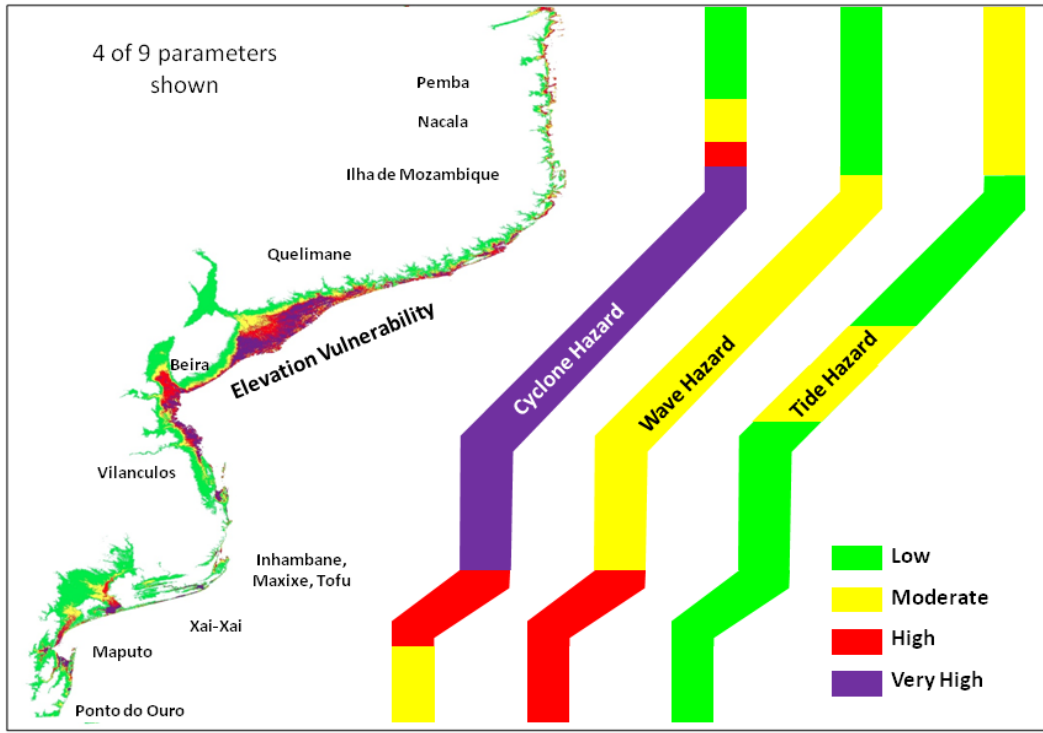 4 of 9 parameters
shown
Pemba
Nacala
Ilha de Mozambique
Quelimane
Elevation Vulnerability
Beira
Vilanculos
Inhambane,
Maxixe, Tofu
Xai-Xai
Maputo
Ponto do Ouro
Cyclone Hazard
Wave Hazard
Tide Hazard
Low
Moderate
High
Very High